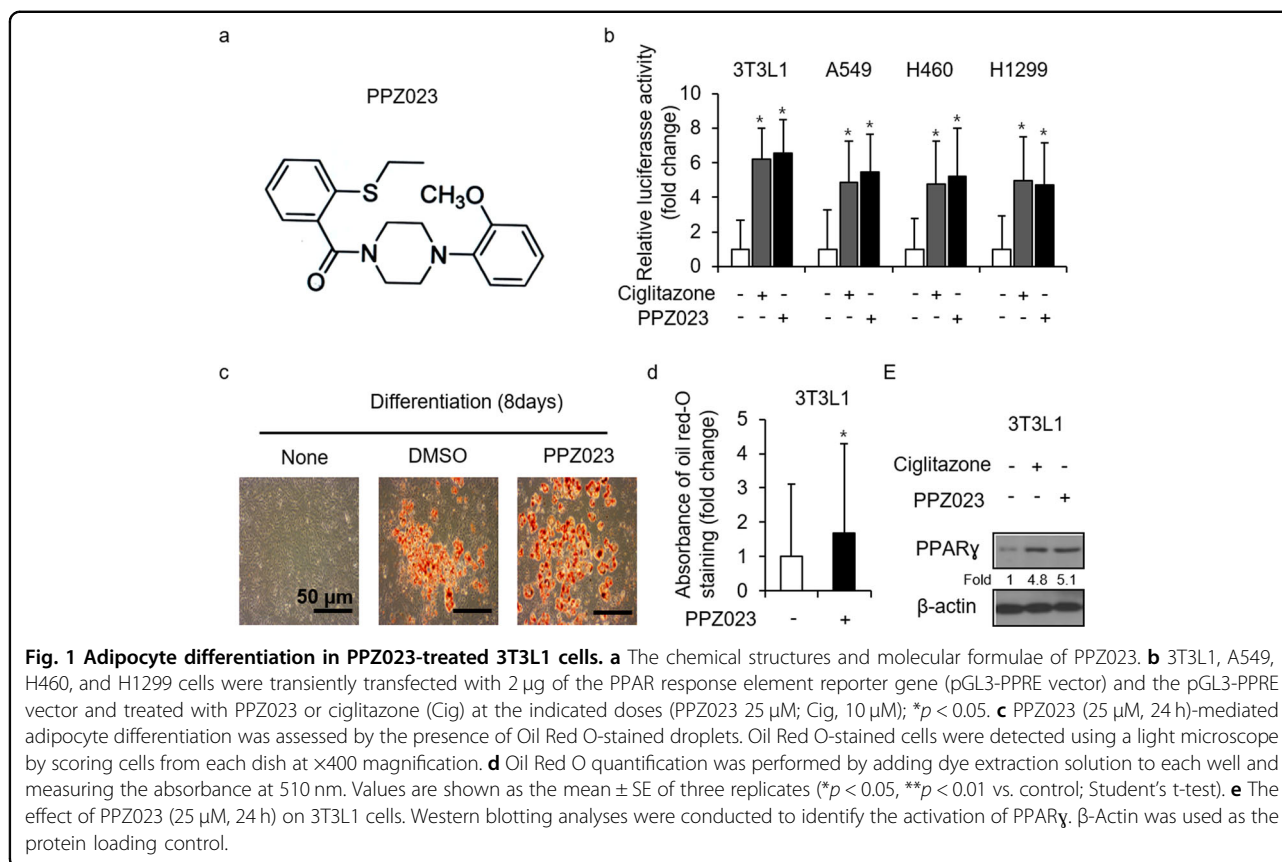 a
PPZ023
S
CH₃O
N
N
O
b
3T3L1 A549 H460 H1299
Relative luciferasse activity
(fold change)
10
8
6
4
2
0
* * * * * * * *
Ciglitazone - + - - + - - + - - + -
PPZ023 - - + - - + - - + - - +
c
Differentiation (8days)
None DMSO PPZ023
50 µm
d
3T3L1
Absorbance of oil red-O
staining (fold change)
5
4
3
2
1
0
*
PPZ023 - +
E
3T3L1
Ciglitazone - + -
PPZ023 - - +
PPARɣ
Fold 1 4.8 5.1
β-actin
Fig. 1 Adipocyte differentiation in PPZ023-treated 3T3L1 cells. a The chemical structures and molecular formulae of PPZ023. b 3T3L1, A549,
H460, and H1299 cells were transiently transfected with 2 µg of the PPAR response element reporter gene (pGL3-PPRE vector) and the pGL3-PPRE
vector and treated with PPZ023 or ciglitazone (Cig) at the indicated doses (PPZ023 25 µM; Cig, 10 µM); *p < 0.05. c PPZ023 (25 µM, 24 h)-mediated
adipocyte differentiation was assessed by the presence of Oil Red O-stained droplets. Oil Red O-stained cells were detected using a light microscope
by scoring cells from each dish at ×400 magnification. d Oil Red O quantification was performed by adding dye extraction solution to each well and
measuring the absorbance at 510 nm. Values are shown as the mean ± SE of three replicates (*p < 0.05, **p < 0.01 vs. control; Student's t-test). e The
effect of PPZ023 (25 µM, 24 h) on 3T3L1 cells. Western blotting analyses were conducted to identify the activation of PPARɣ. β-Actin was used as the
protein loading control.